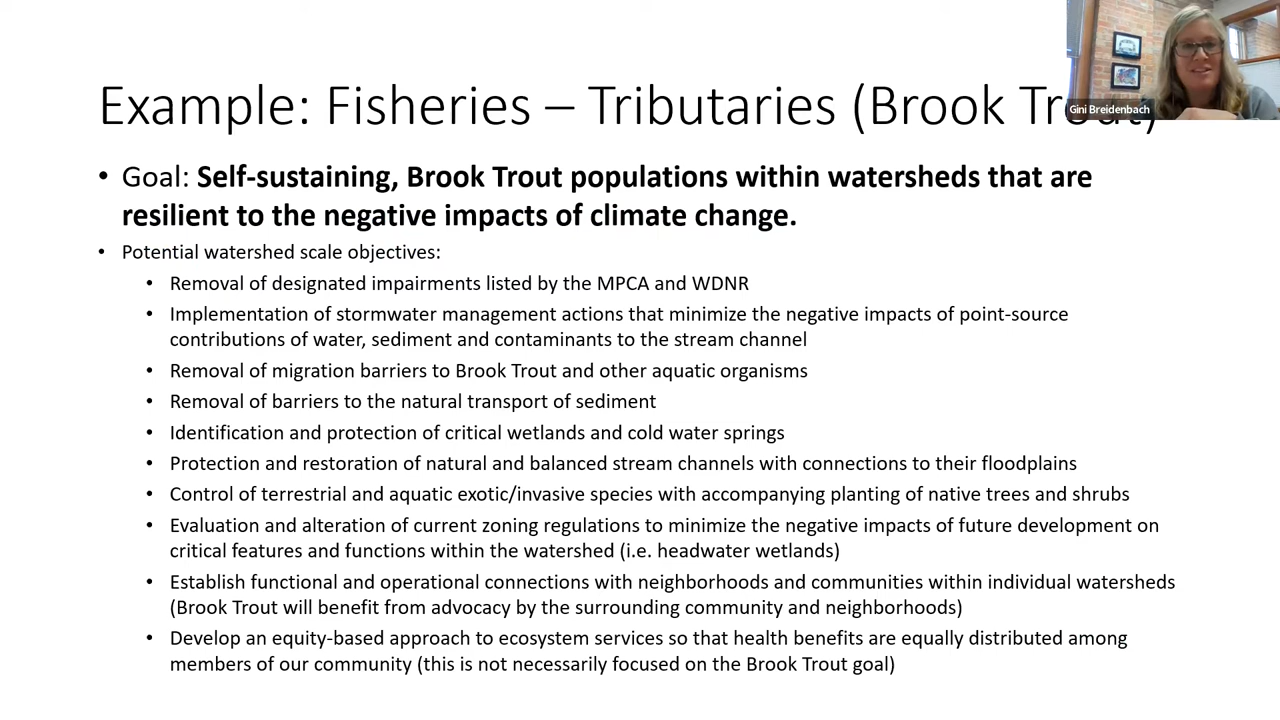 Example: Fisheries – Tributaries (Brook Trout)
Gini Breidenbach
• Goal: Self-sustaining, Brook Trout populations within watersheds that are
resilient to the negative impacts of climate change.
• Potential watershed scale objectives:
• Removal of designated impairments listed by the MPCA and WDNR
• Implementation of stormwater management actions that minimize the negative impacts of point-source
contributions of water, sediment and contaminants to the stream channel
• Removal of migration barriers to Brook Trout and other aquatic organisms
• Removal of barriers to the natural transport of sediment
• Identification and protection of critical wetlands and cold water springs
• Protection and restoration of natural and balanced stream channels with connections to their floodplains
• Control of terrestrial and aquatic exotic/invasive species with accompanying planting of native trees and shrubs
• Evaluation and alteration of current zoning regulations to minimize the negative impacts of future development on
critical features and functions within the watershed (i.e. headwater wetlands)
• Establish functional and operational connections with neighborhoods and communities within individual watersheds
(Brook Trout will benefit from advocacy by the surrounding community and neighborhoods)
• Develop an equity-based approach to ecosystem services so that health benefits are equally distributed among
members of our community (this is not necessarily focused on the Brook Trout goal)